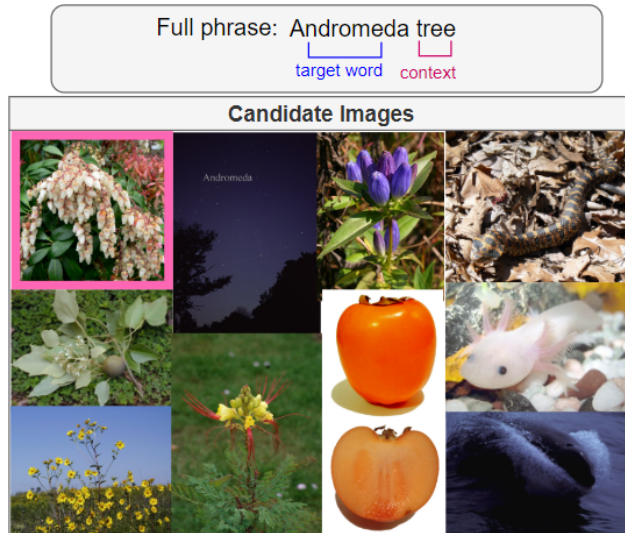 Full phrase: Andromeda tree
target word
context
Candidate Images
Andromeda